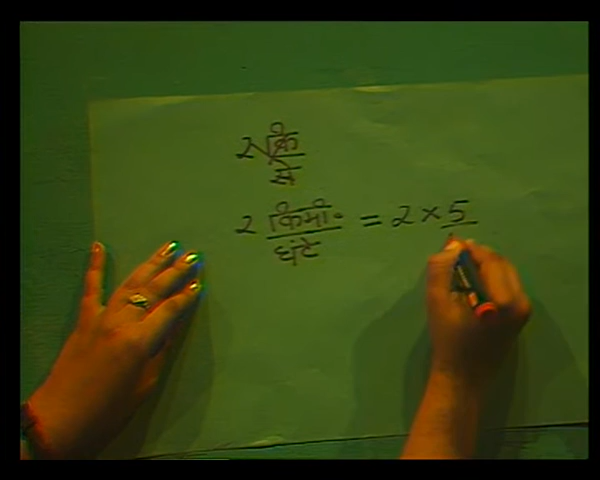 2 कि
से
2 किमी॰ = 2 × 5
घंटे